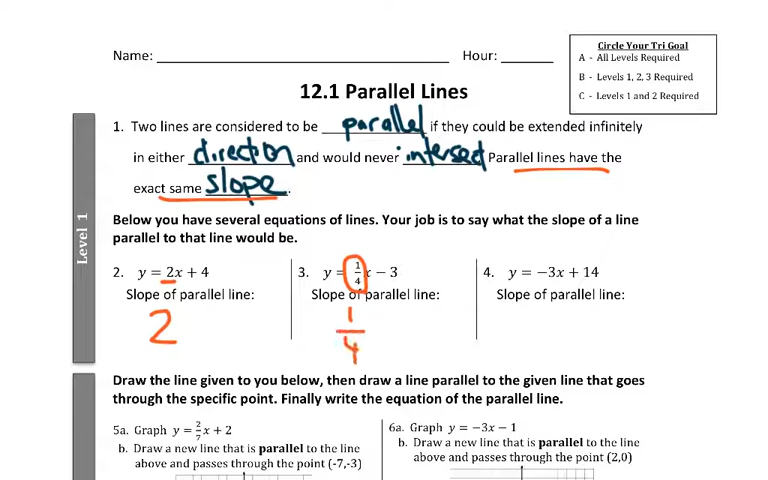 Name: ____ Hour: ____
Circle Your Tri Goal
A - All Levels Required
B - Levels 1, 2, 3 Required
C - Levels 1 and 2 Required
12.1 Parallel Lines
Level 1
1. Two lines are considered to be parallel if they could be extended infinitely
in either direction and would never intersect Parallel lines have the
exact same slope.
Below you have several equations of lines. Your job is to say what the slope of a line
parallel to that line would be.
2. y = 2x + 4
Slope of parallel line:
2
3. y = 1/4 x − 3
Slope of parallel line:
1/4
4. y = −3x + 14
Slope of parallel line:
Draw the line given to you below, then draw a line parallel to the given line that goes
through the specific point. Finally write the equation of the parallel line.
5a. Graph y = 2/7 x + 2
b. Draw a new line that is parallel to the line
above and passes through the point (-7,-3)
6a. Graph y = −3x − 1
b. Draw a new line that is parallel to the line
above and passes through the point (2,0)